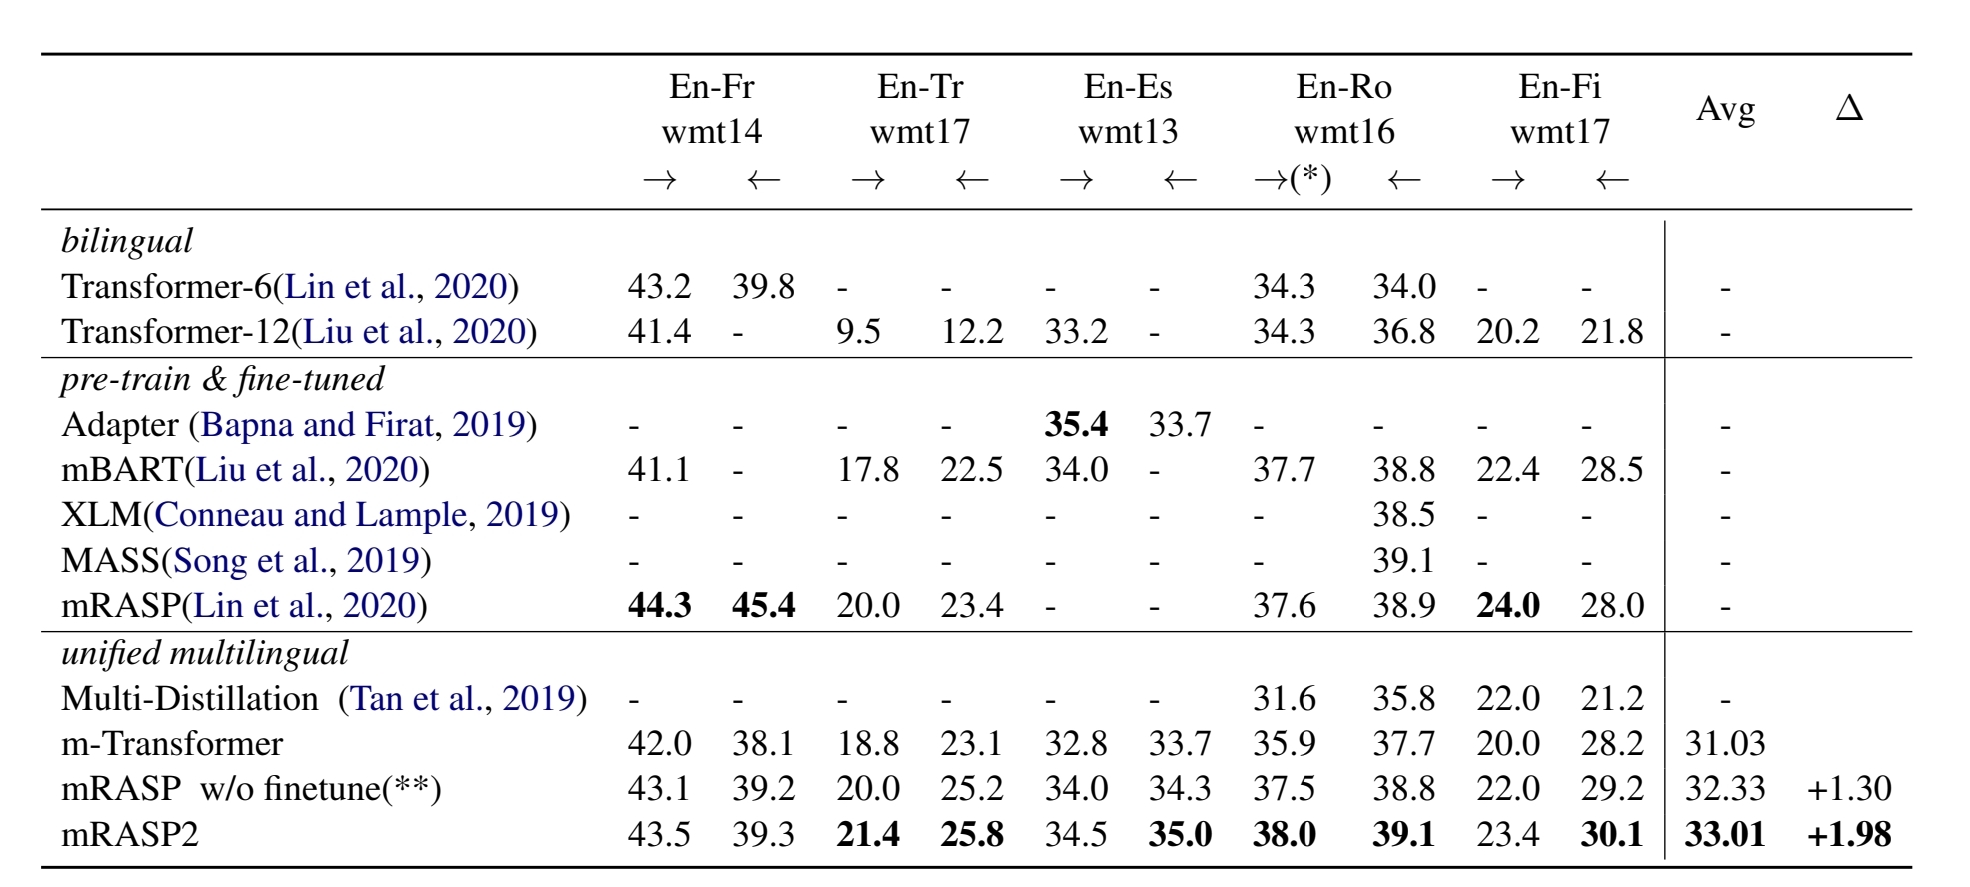 En-Fr En-Tr En-Es En-Ro En-Fi Avg Δ
wmt14 wmt17 wmt13 wmt16 wmt17
→ ← → ← → ← →(*) ← → ←
bilingual
Transformer-6(Lin et al., 2020) 43.2 39.8 - - - - 34.3 34.0 - - -
Transformer-12(Liu et al., 2020) 41.4 - 9.5 12.2 33.2 - 34.3 36.8 20.2 21.8 -
pre-train & fine-tuned
Adapter (Bapna and Firat, 2019) - - - - 35.4 33.7 - - - - -
mBART(Liu et al., 2020) 41.1 - 17.8 22.5 34.0 - 37.7 38.8 22.4 28.5 -
XLM(Conneau and Lample, 2019) - - - - - - - 38.5 - - -
MASS(Song et al., 2019) - - - - - - - 39.1 - - -
mRASP(Lin et al., 2020) 44.3 45.4 20.0 23.4 - - 37.6 38.9 24.0 28.0 -
unified multilingual
Multi-Distillation (Tan et al., 2019) - - - - - - 31.6 35.8 22.0 21.2 -
m-Transformer 42.0 38.1 18.8 23.1 32.8 33.7 35.9 37.7 20.0 28.2 31.03
mRASP w/o finetune(**) 43.1 39.2 20.0 25.2 34.0 34.3 37.5 38.8 22.0 29.2 32.33 +1.30
mRASP2 43.5 39.3 21.4 25.8 34.5 35.0 38.0 39.1 23.4 30.1 33.01 +1.98